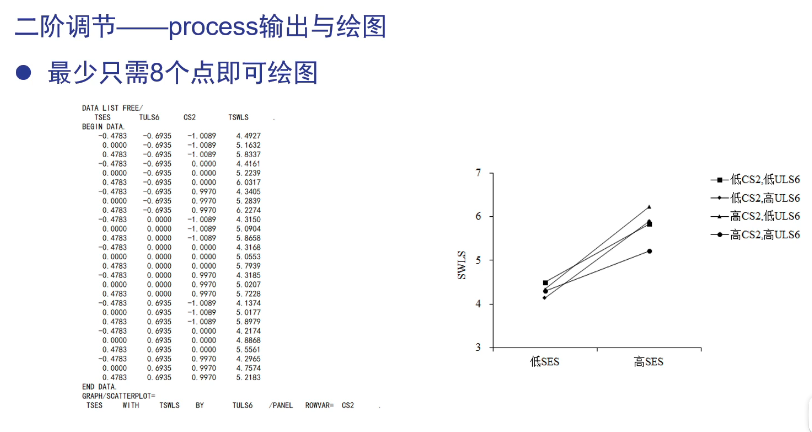 二阶调节——process输出与绘图
● 最少只需8个点即可绘图
DATA LIST FREE/
TSES TULS6 CS2 TSWLS .
BEGIN DATA.
-0.4783 -0.6935 -1.0089 4.4927
0.0000 -0.6935 -1.0089 5.1632
0.4783 -0.6935 -1.0089 5.8337
-0.4783 -0.6935 0.0000 4.4161
0.0000 -0.6935 0.0000 5.2239
0.4783 -0.6935 0.0000 6.0317
-0.4783 -0.6935 0.9970 4.3405
0.0000 -0.6935 0.9970 5.2839
0.4783 -0.6935 0.9970 6.2274
-0.4783 0.0000 -1.0089 4.3150
0.0000 0.0000 -1.0089 5.0904
0.4783 0.0000 -1.0089 5.8658
-0.4783 0.0000 0.0000 4.3168
0.0000 0.0000 0.0000 5.0553
0.4783 0.0000 0.0000 5.7939
-0.4783 0.0000 0.9970 4.3185
0.0000 0.0000 0.9970 5.0207
0.4783 0.0000 0.9970 5.7228
-0.4783 0.6935 -1.0089 4.1374
0.0000 0.6935 -1.0089 5.0177
0.4783 0.6935 -1.0089 5.8979
-0.4783 0.6935 0.0000 4.2174
0.0000 0.6935 0.0000 4.8868
0.4783 0.6935 0.0000 5.5561
-0.4783 0.6935 0.9970 4.2965
0.0000 0.6935 0.9970 4.7574
0.4783 0.6935 0.9970 5.2183
END DATA.
GRAPH/SCATTERPLOT=
TSES WITH TSWLS BY TULS6 /PANEL ROWVAR= CS2 .
SWLS
7
6
5
4
3
低SES 高SES
低CS2,低ULS6
低CS2,高ULS6
高CS2,低ULS6
高CS2,高ULS6